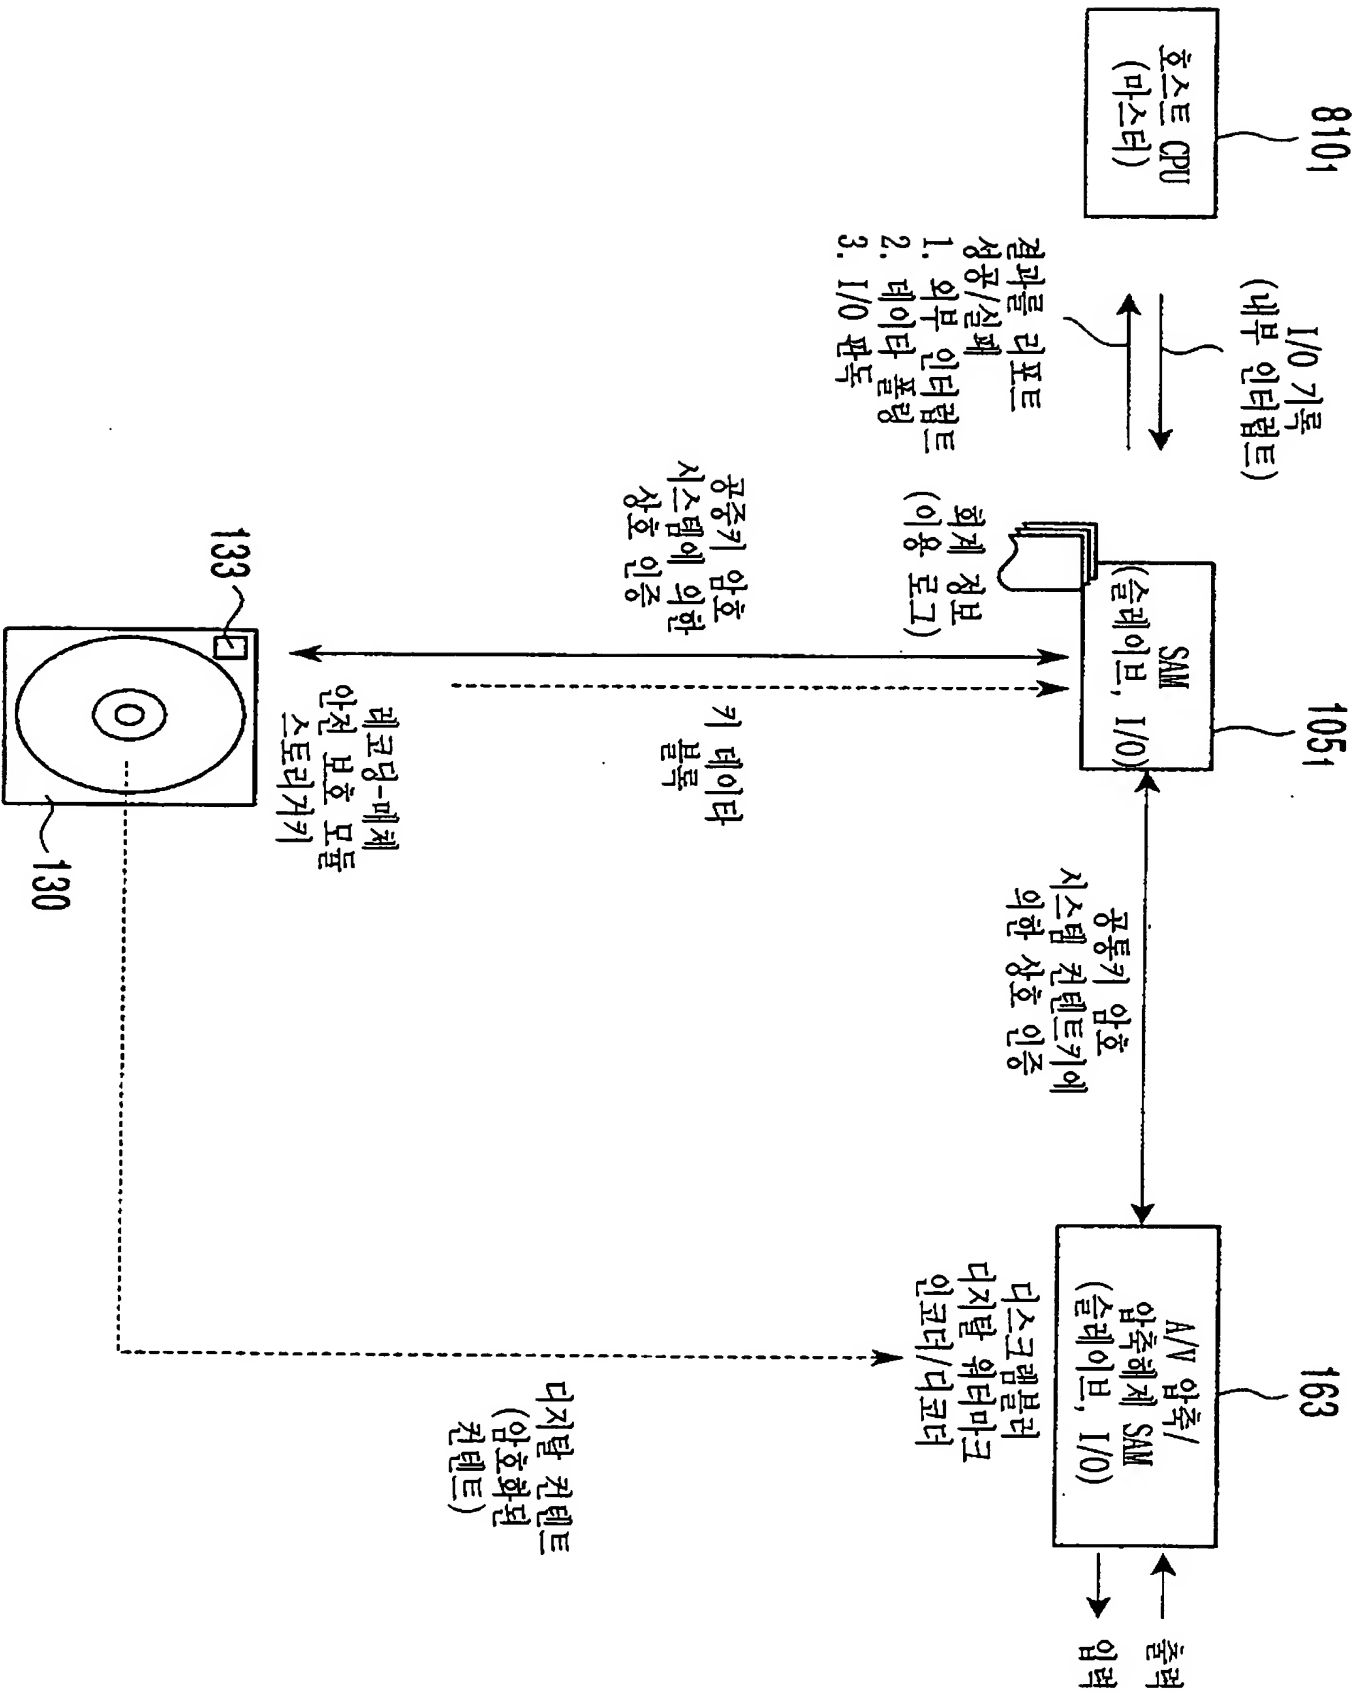 810₁
호스트 CPU
(마스터)
I/O 기록
(내부 인터럽트)
결과를 리포트
성공/실패
1. 외부 인터럽트
2. 데이타 폴링
3. I/O 판독
105₁
SAM
(슬레이브, I/O)
회계 정보
(이용 로그)
공중키 암호
시스템에 의한
상호 인증
키 데이타
블록
133
레코딩-매체
안전 보호 모듈
스토리지키
130
공통키 암호
시스템 컨텐트키에
의한 상호 인증
163
A/V 압축/
압축해제 SAM
(슬레이브, I/O)
디스크램블러
디지탈 워터마크
인코더/디코더
출력
입력
디지탈 컨텐트
(암호화된
컨텐트)